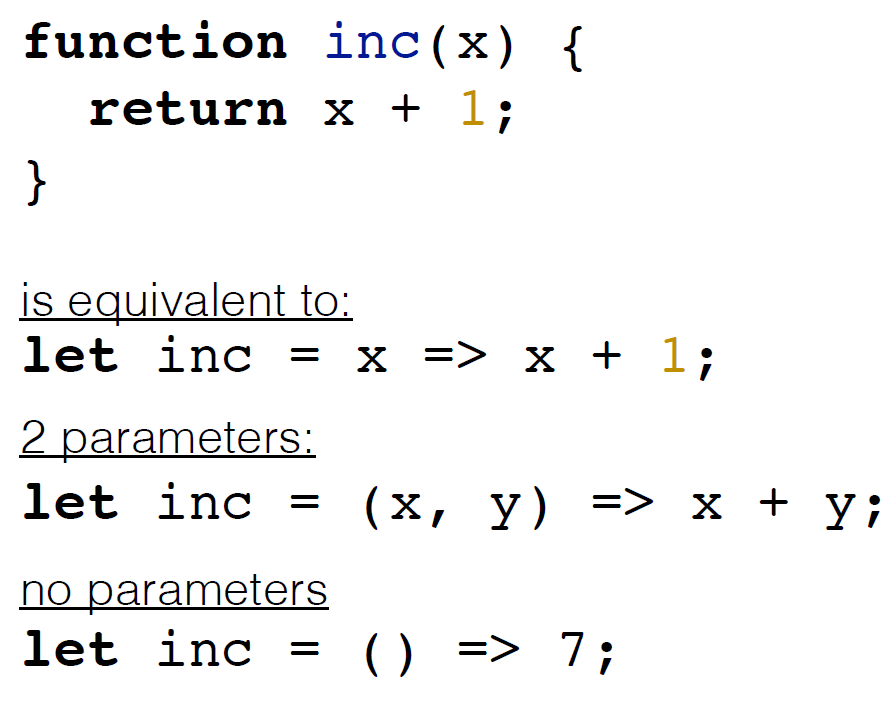 function inc(x) {
  return x + 1;
}
is equivalent to:
let inc = x => x + 1;
2 parameters:
let inc = (x, y) => x + y;
no parameters
let inc = () => 7;